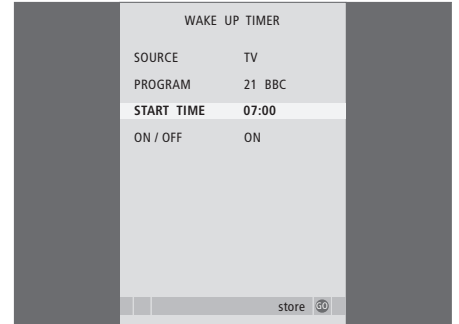 WAKE UP TIMER
SOURCE TV
PROGRAM 21 BBC
START TIME 07:00
ON / OFF ON
store GO